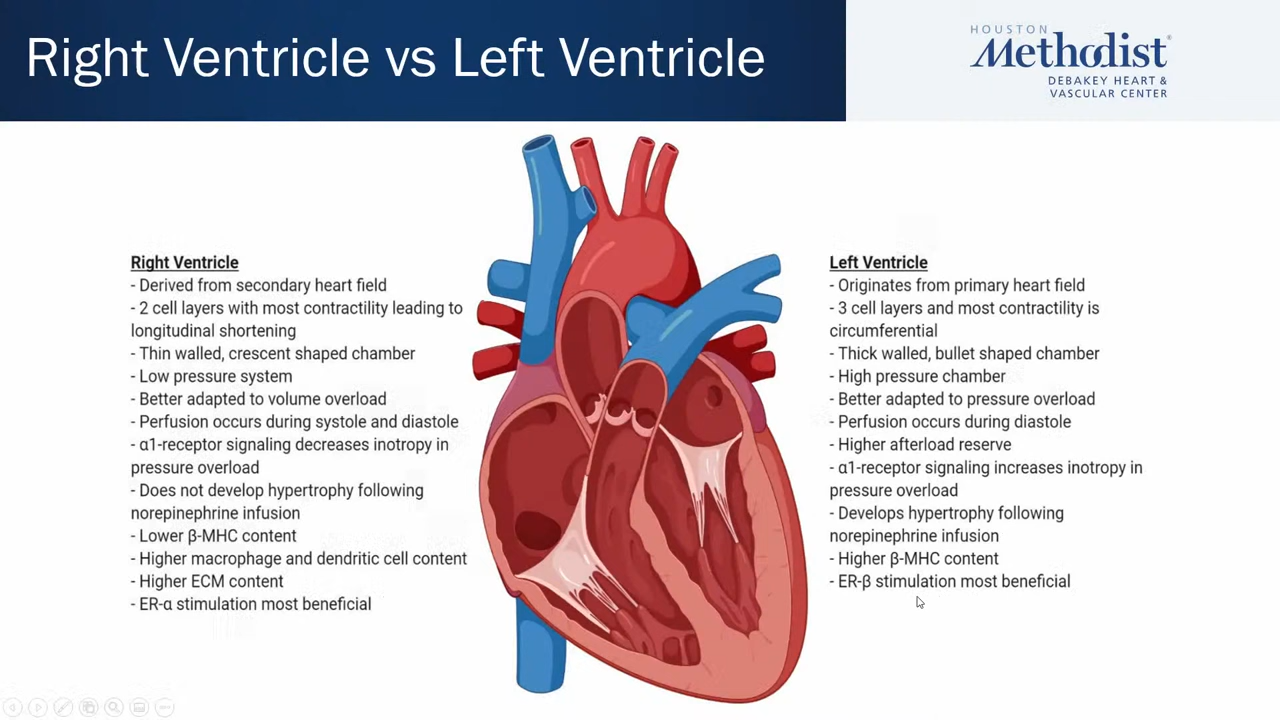 Right Ventricle vs Left Ventricle
HOUSTON
Methodist®
DEBAKEY HEART &
VASCULAR CENTER
Right Ventricle
- Derived from secondary heart field
- 2 cell layers with most contractility leading to
longitudinal shortening
- Thin walled, crescent shaped chamber
- Low pressure system
- Better adapted to volume overload
- Perfusion occurs during systole and diastole
- α1-receptor signaling decreases inotropy in
pressure overload
- Does not develop hypertrophy following
norepinephrine infusion
- Lower β-MHC content
- Higher macrophage and dendritic cell content
- Higher ECM content
- ER-α stimulation most beneficial
Left Ventricle
- Originates from primary heart field
- 3 cell layers and most contractility is
circumferential
- Thick walled, bullet shaped chamber
- High pressure chamber
- Better adapted to pressure overload
- Perfusion occurs during diastole
- Higher afterload reserve
- α1-receptor signaling increases inotropy in
pressure overload
- Develops hypertrophy following
norepinephrine infusion
- Higher β-MHC content
- ER-β stimulation most beneficial